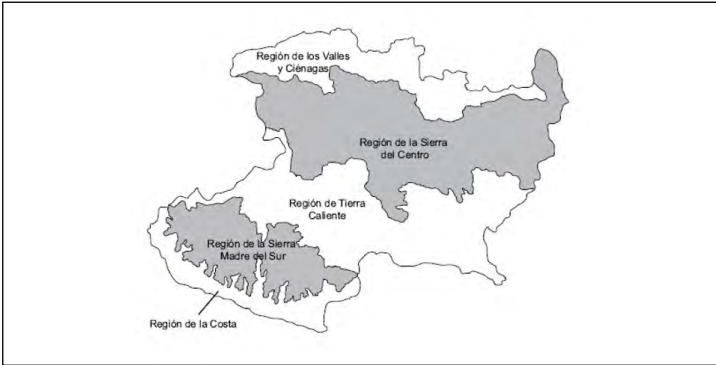 Región de los Valles
y Ciénagas
Región de la Sierra
del Centro
Región de Tierra
Caliente
Región de la Sierra
Madre del Sur
Región de la Costa